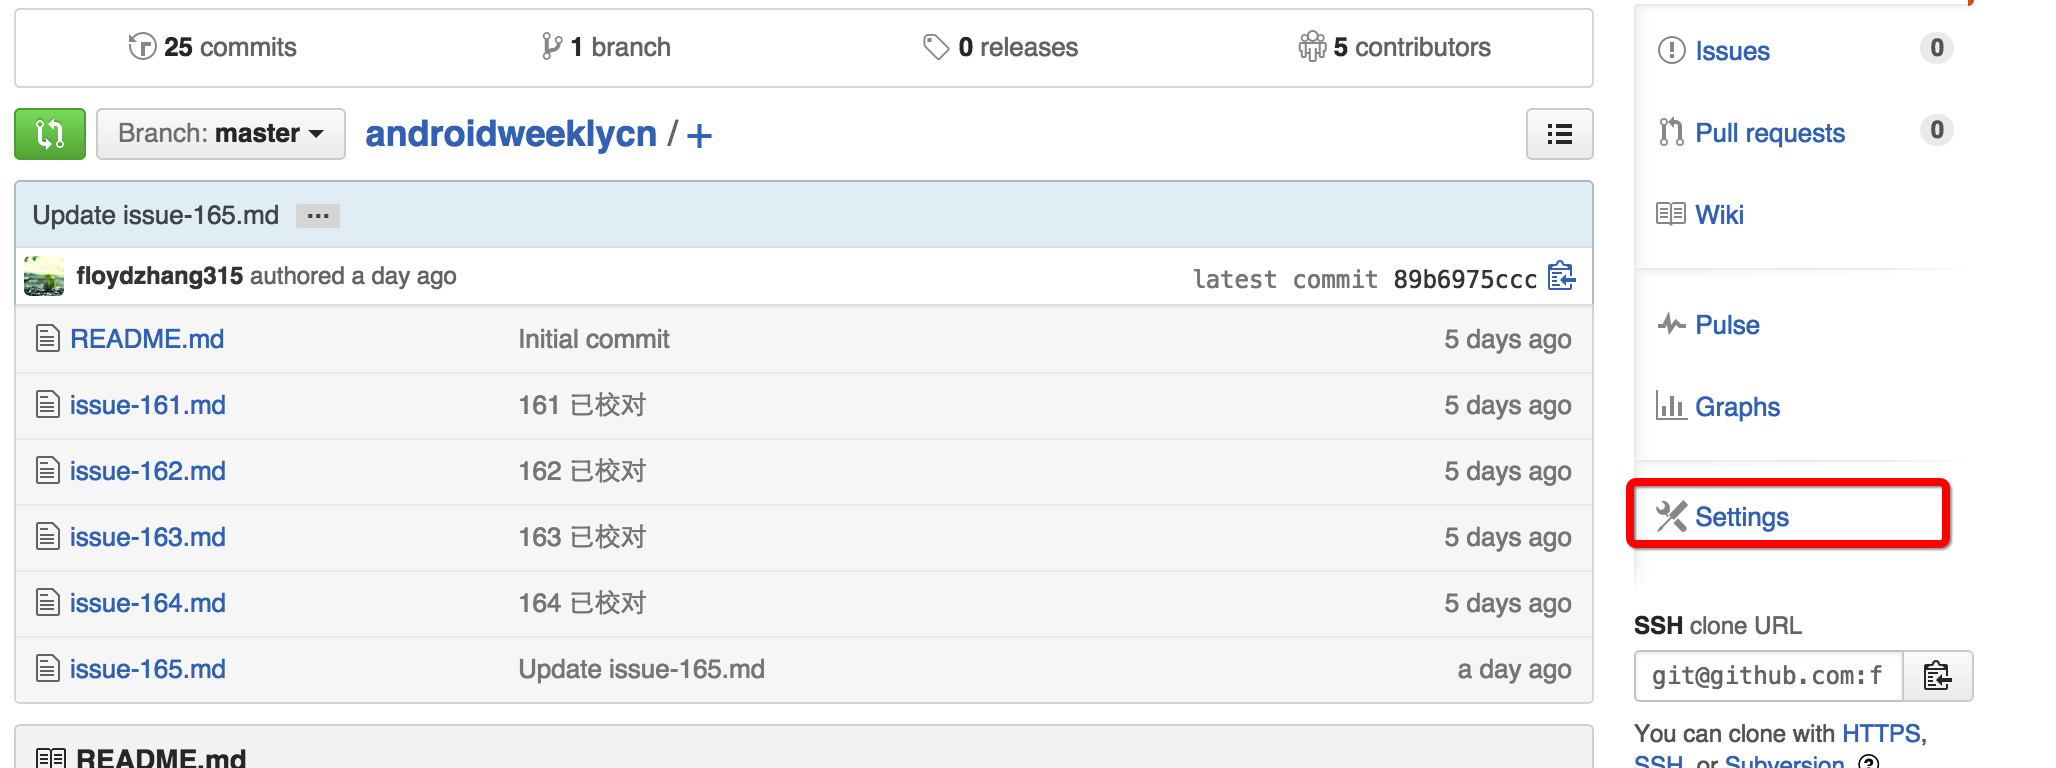 25 commits 1 branch 0 releases 5 contributors
Branch: master androidweeklycn / +
Update issue-165.md ...
floydzhang315 authored a day ago latest commit 89b6975ccc
README.md Initial commit 5 days ago
issue-161.md 161 已校对 5 days ago
issue-162.md 162 已校对 5 days ago
issue-163.md 163 已校对 5 days ago
issue-164.md 164 已校对 5 days ago
issue-165.md Update issue-165.md a day ago
README.md
Issues 0
Pull requests 0
Wiki
Pulse
Graphs
Settings
SSH clone URL
git@github.com:f
You can clone with HTTPS,
SSH, or Subversion. ?